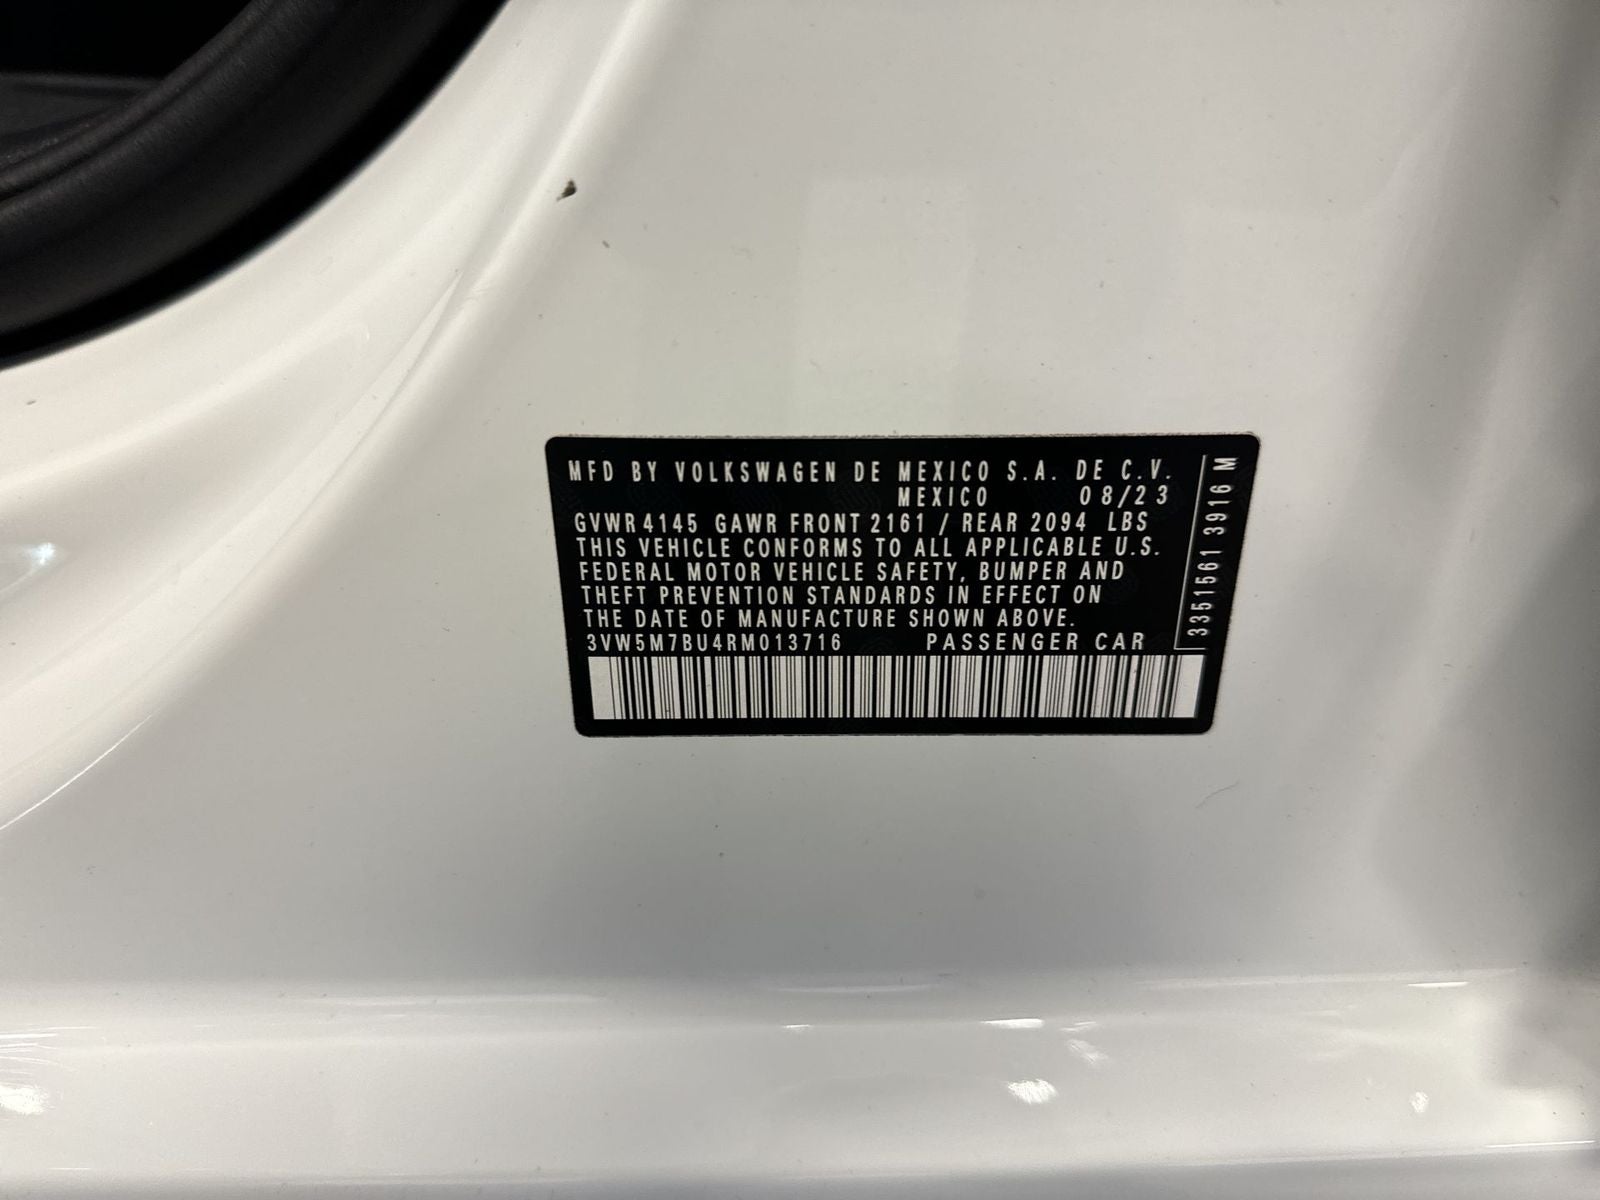 MFD BY VOLKSWAGEN DE MEXICO S.A. DE C.V.
MEXICO 08/23
GVWR 4145 GAWR FRONT 2161 / REAR 2094 LBS
THIS VEHICLE CONFORMS TO ALL APPLICABLE U.S.
FEDERAL MOTOR VEHICLE SAFETY, BUMPER AND
THEFT PREVENTION STANDARDS IN EFFECT ON
THE DATE OF MANUFACTURE SHOWN ABOVE.
3VW5M7BU4RM013716 PASSENGER CAR
3351561 3916 M